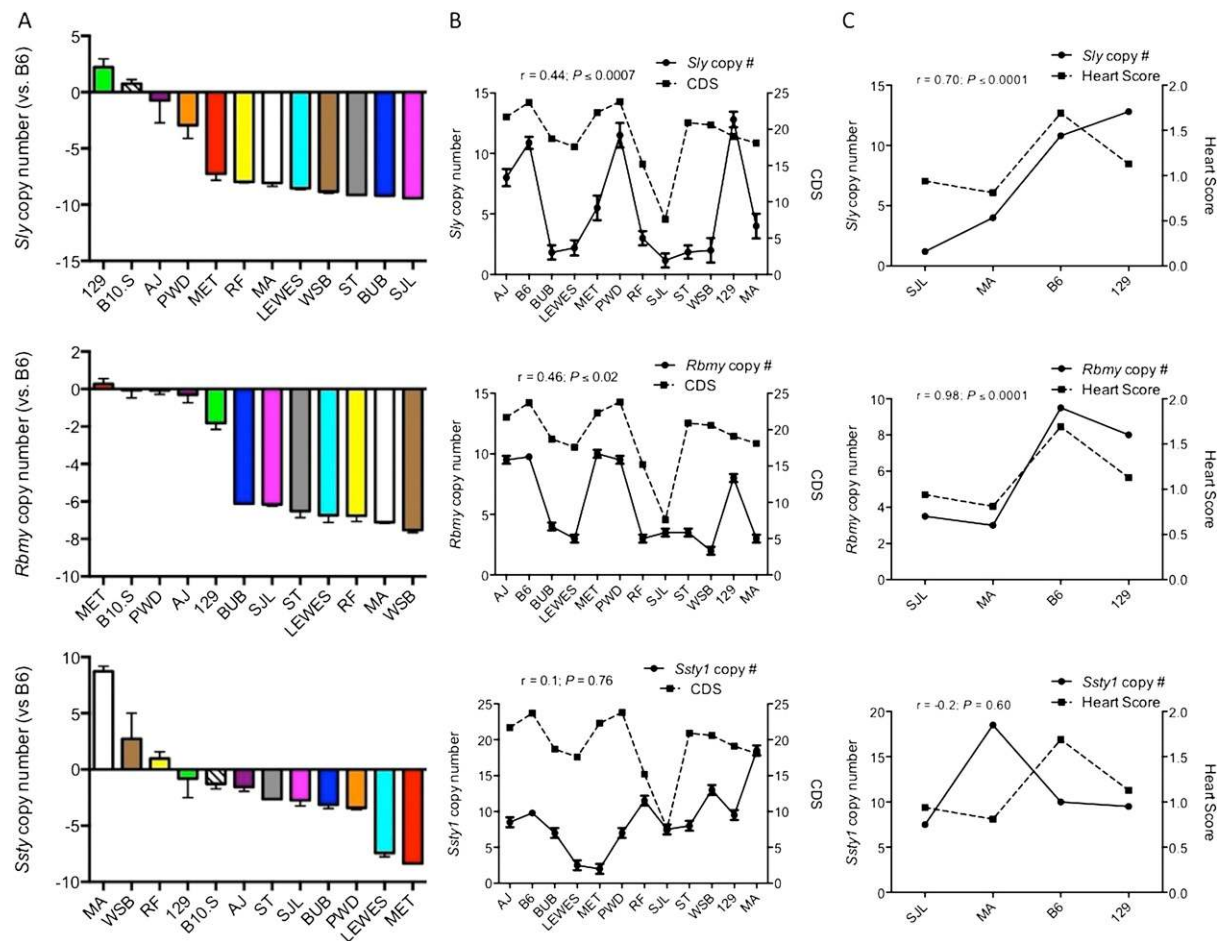 A
Sly copy number (vs. B6)
5
0
-5
-10
-15
129
B10.S
AJ
PWD
MET
RF
MA
LEWES
WSB
ST
BUB
SJL
B
Sly copy #
CDS
r = 0.44; P ≤ 0.0007
Sly copy number
15
10
5
0
25
20
15
10
5
0
CDS
AJ
B6
BUB
LEWES
MET
PWD
RF
SJL
ST
WSB
129
MA
C
Sly copy #
Heart Score
r = 0.70; P ≤ 0.0001
Sly copy number
15
10
5
0
2.0
1.5
1.0
0.5
0.0
Heart Score
SJL
MA
B6
129
Rbmy copy number (vs. B6)
2
0
-2
-4
-6
-8
-10
MET
B10.S
PWD
AJ
129
BUB
SJL
ST
LEWES
RF
MA
WSB
Rbmy copy #
CDS
r = 0.46; P ≤ 0.02
Rbmy copy number
15
10
5
0
25
20
15
10
5
0
CDS
AJ
B6
BUB
LEWES
MET
PWD
RF
SJL
ST
WSB
129
MA
Rbmy copy #
Heart Score
r = 0.98; P ≤ 0.0001
Rbmy copy number
10
8
6
4
2
0
2.0
1.5
1.0
0.5
0.0
Heart Score
SJL
MA
B6
129
Ssty copy number (vs B6)
10
5
0
-5
-10
MA
WSB
RF
129
B10.S
AJ
ST
SJL
BUB
PWD
LEWES
MET
Ssty1 copy #
CDS
r = 0.1; P = 0.76
Ssty1 copy number
25
20
15
10
5
0
25
20
15
10
5
0
CDS
AJ
B6
BUB
LEWES
MET
PWD
RF
SJL
ST
WSB
129
MA
Ssty1 copy #
Heart Score
r = -0.2; P = 0.60
Ssty1 copy number
20
15
10
5
0
2.0
1.5
1.0
0.5
0.0
Heart Score
SJL
MA
B6
129